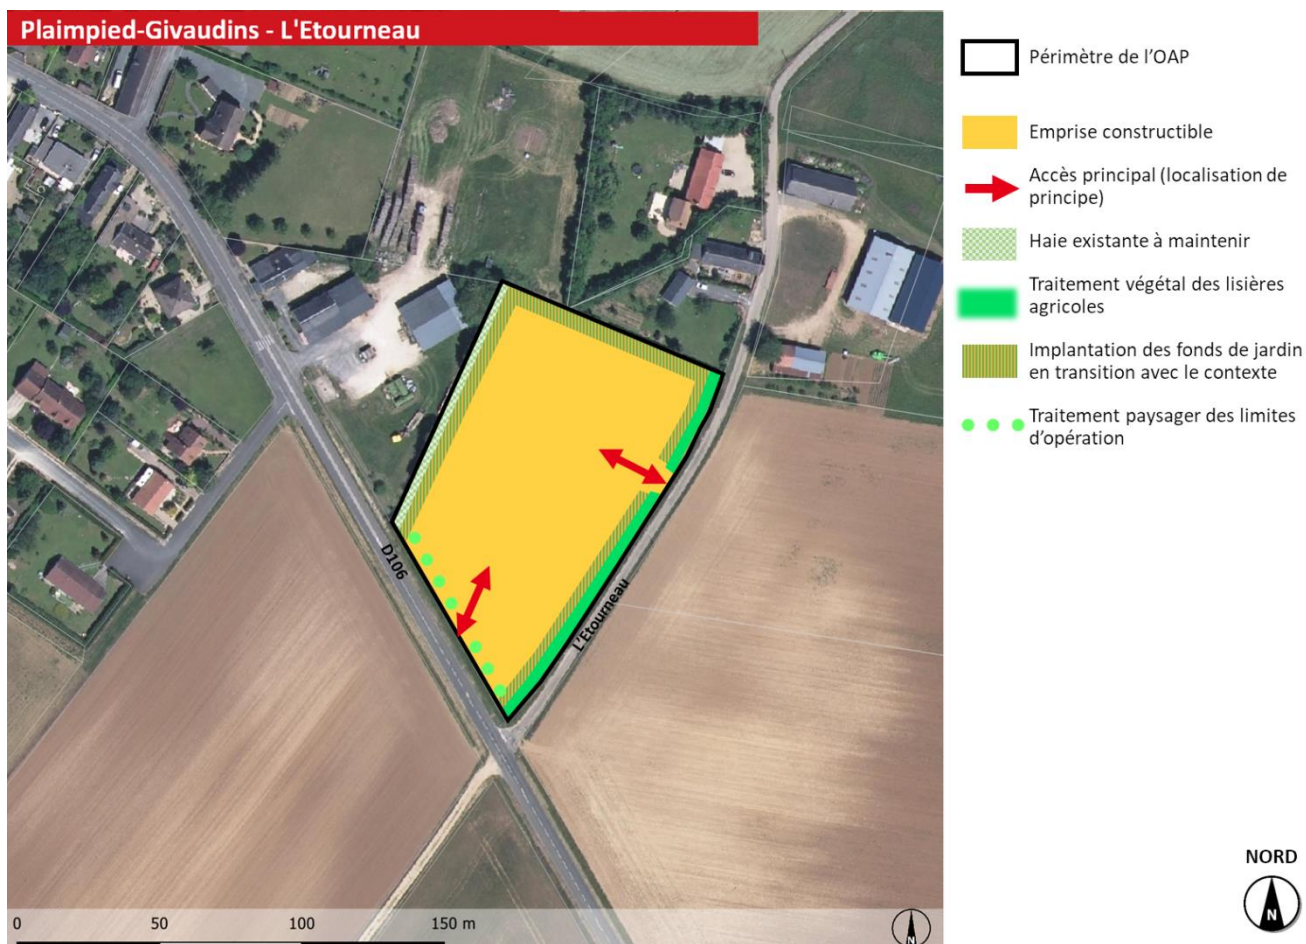 Plaimpied-Givaudins - L'Etourneau
Périmètre de l’OAP
Emprise constructible
Accès principal (localisation de
principe)
Haie existante à maintenir
Traitement végétal des lisières
agricoles
Implantation des fonds de jardin
en transition avec le contexte
Traitement paysager des limites
d’opération
D106
L'Etourneau
0 50 100 150 m
N
NORD
N